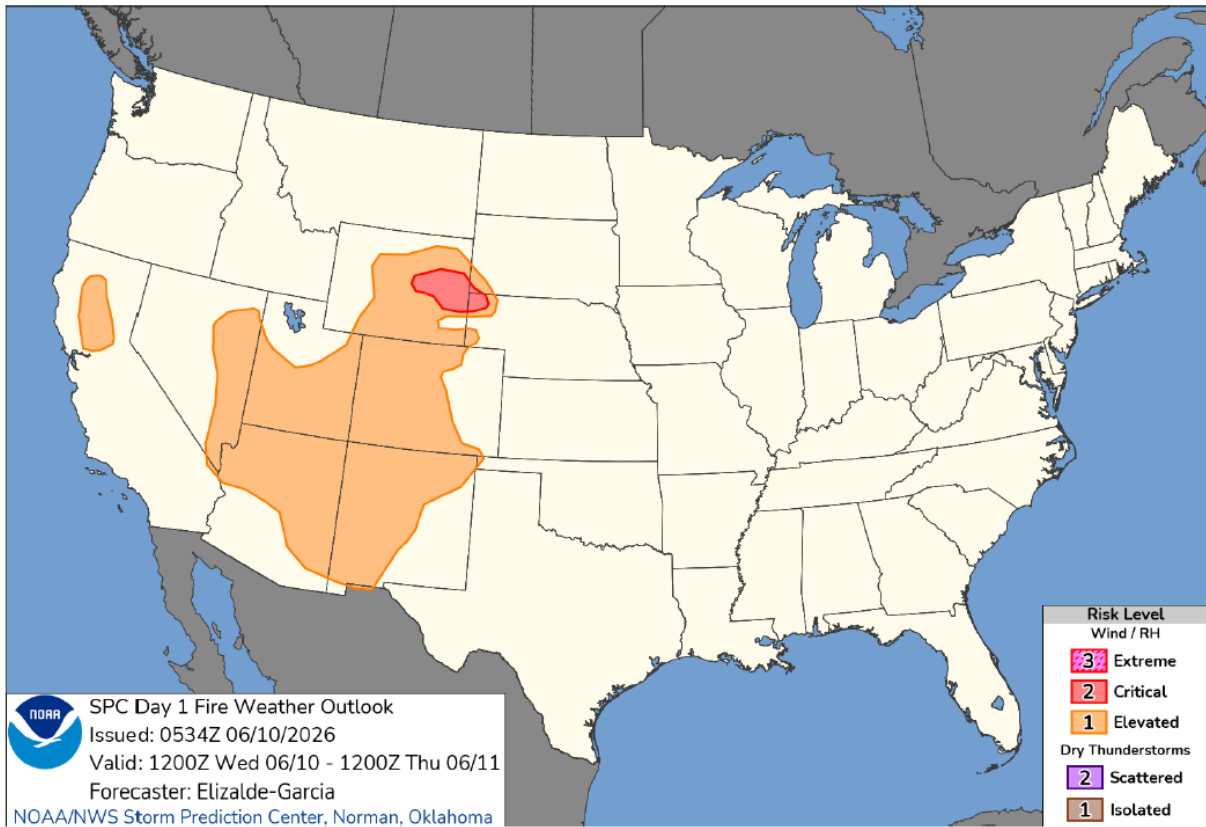 Risk Level
Wind / RH
3 Extreme
2 Critical
1 Elevated
Dry Thunderstorms
2 Scattered
1 Isolated
NOAA
SPC Day 1 Fire Weather Outlook
Issued: 0534Z 06/10/2026
Valid: 1200Z Wed 06/10 - 1200Z Thu 06/11
Forecaster: Elizalde-Garcia
NOAA/NWS Storm Prediction Center, Norman, Oklahoma